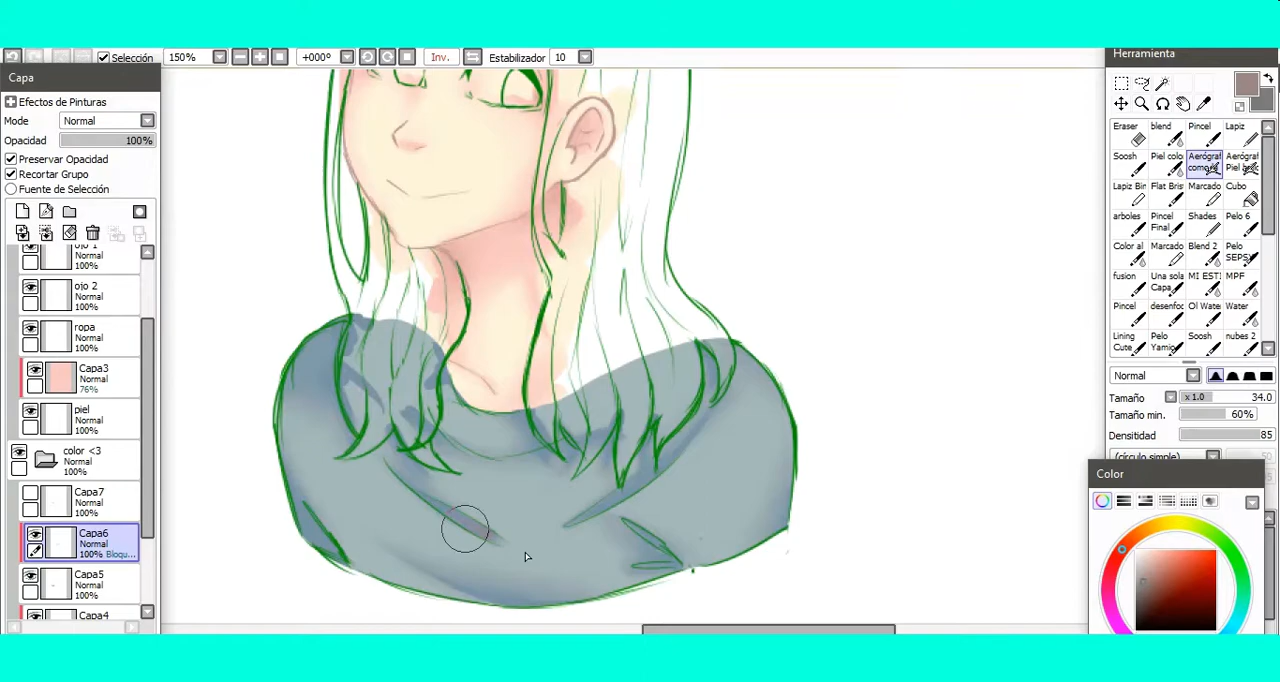 Selección 150% +000° Inv. Estabilizador 10
Capa
Efectos de Pinturas
Mode Normal
Opacidad 100%
Preservar Opacidad
Recortar Grupo
Fuente de Selección
ojo 1
Normal
100%
ojo 2
Normal
100%
ropa
Normal
100%
Capa3
Normal
76%
piel
Normal
100%
color <3
Normal
100%
Capa7
Normal
100%
Capa6
Normal
100% Bloqu...
Capa5
Normal
100%
Capa4
Normal
Herramienta
Eraser blend Pincel Lapiz
Soosh Piel colo Aerógraf Aerógraf
Piel
Lapiz Bin Flat Bris Marcado Cubo
arboles Pincel Shades Pelo 6
Final
Color al Marcado Blend 2 Pelo
SEPS
fusion Una sola MI ESTI MPF
Capa
Pincel desenfoc Ol Wate Water
Lining Pelo Soosh nubes 2
Cute Yamic
Normal
Tamaño x 1.0 34.0
Tamaño min. 60%
Densitidad 85
(círculo simple)
Color